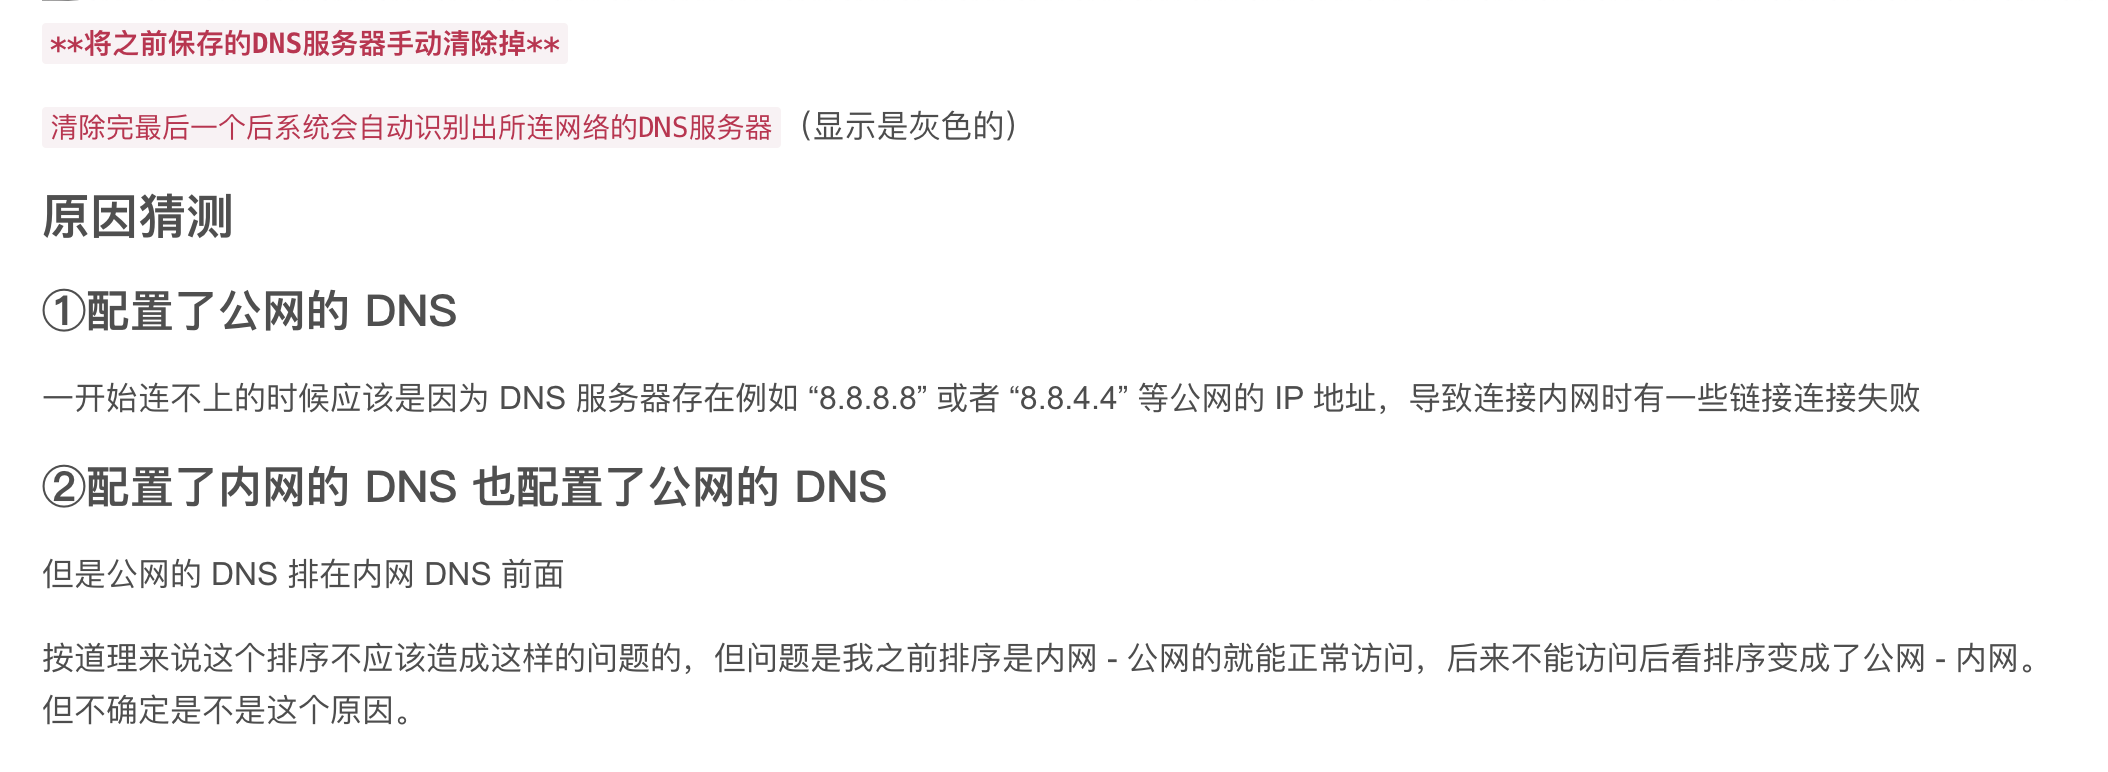 **将之前保存的DNS服务器手动清除掉**
清除完最后一个后系统会自动识别出所连网络的DNS服务器（显示是灰色的）
原因猜测
①配置了公网的 DNS
一开始连不上的时候应该是因为 DNS 服务器存在例如 “8.8.8.8” 或者 “8.8.4.4” 等公网的 IP 地址，导致连接内网时有一些链接连接失败
②配置了内网的 DNS 也配置了公网的 DNS
但是公网的 DNS 排在内网 DNS 前面
按道理来说这个排序不应该造成这样的问题的，但问题是我之前排序是内网 - 公网的就能正常访问，后来不能访问后看排序变成了公网 - 内网。
但不确定是不是这个原因。